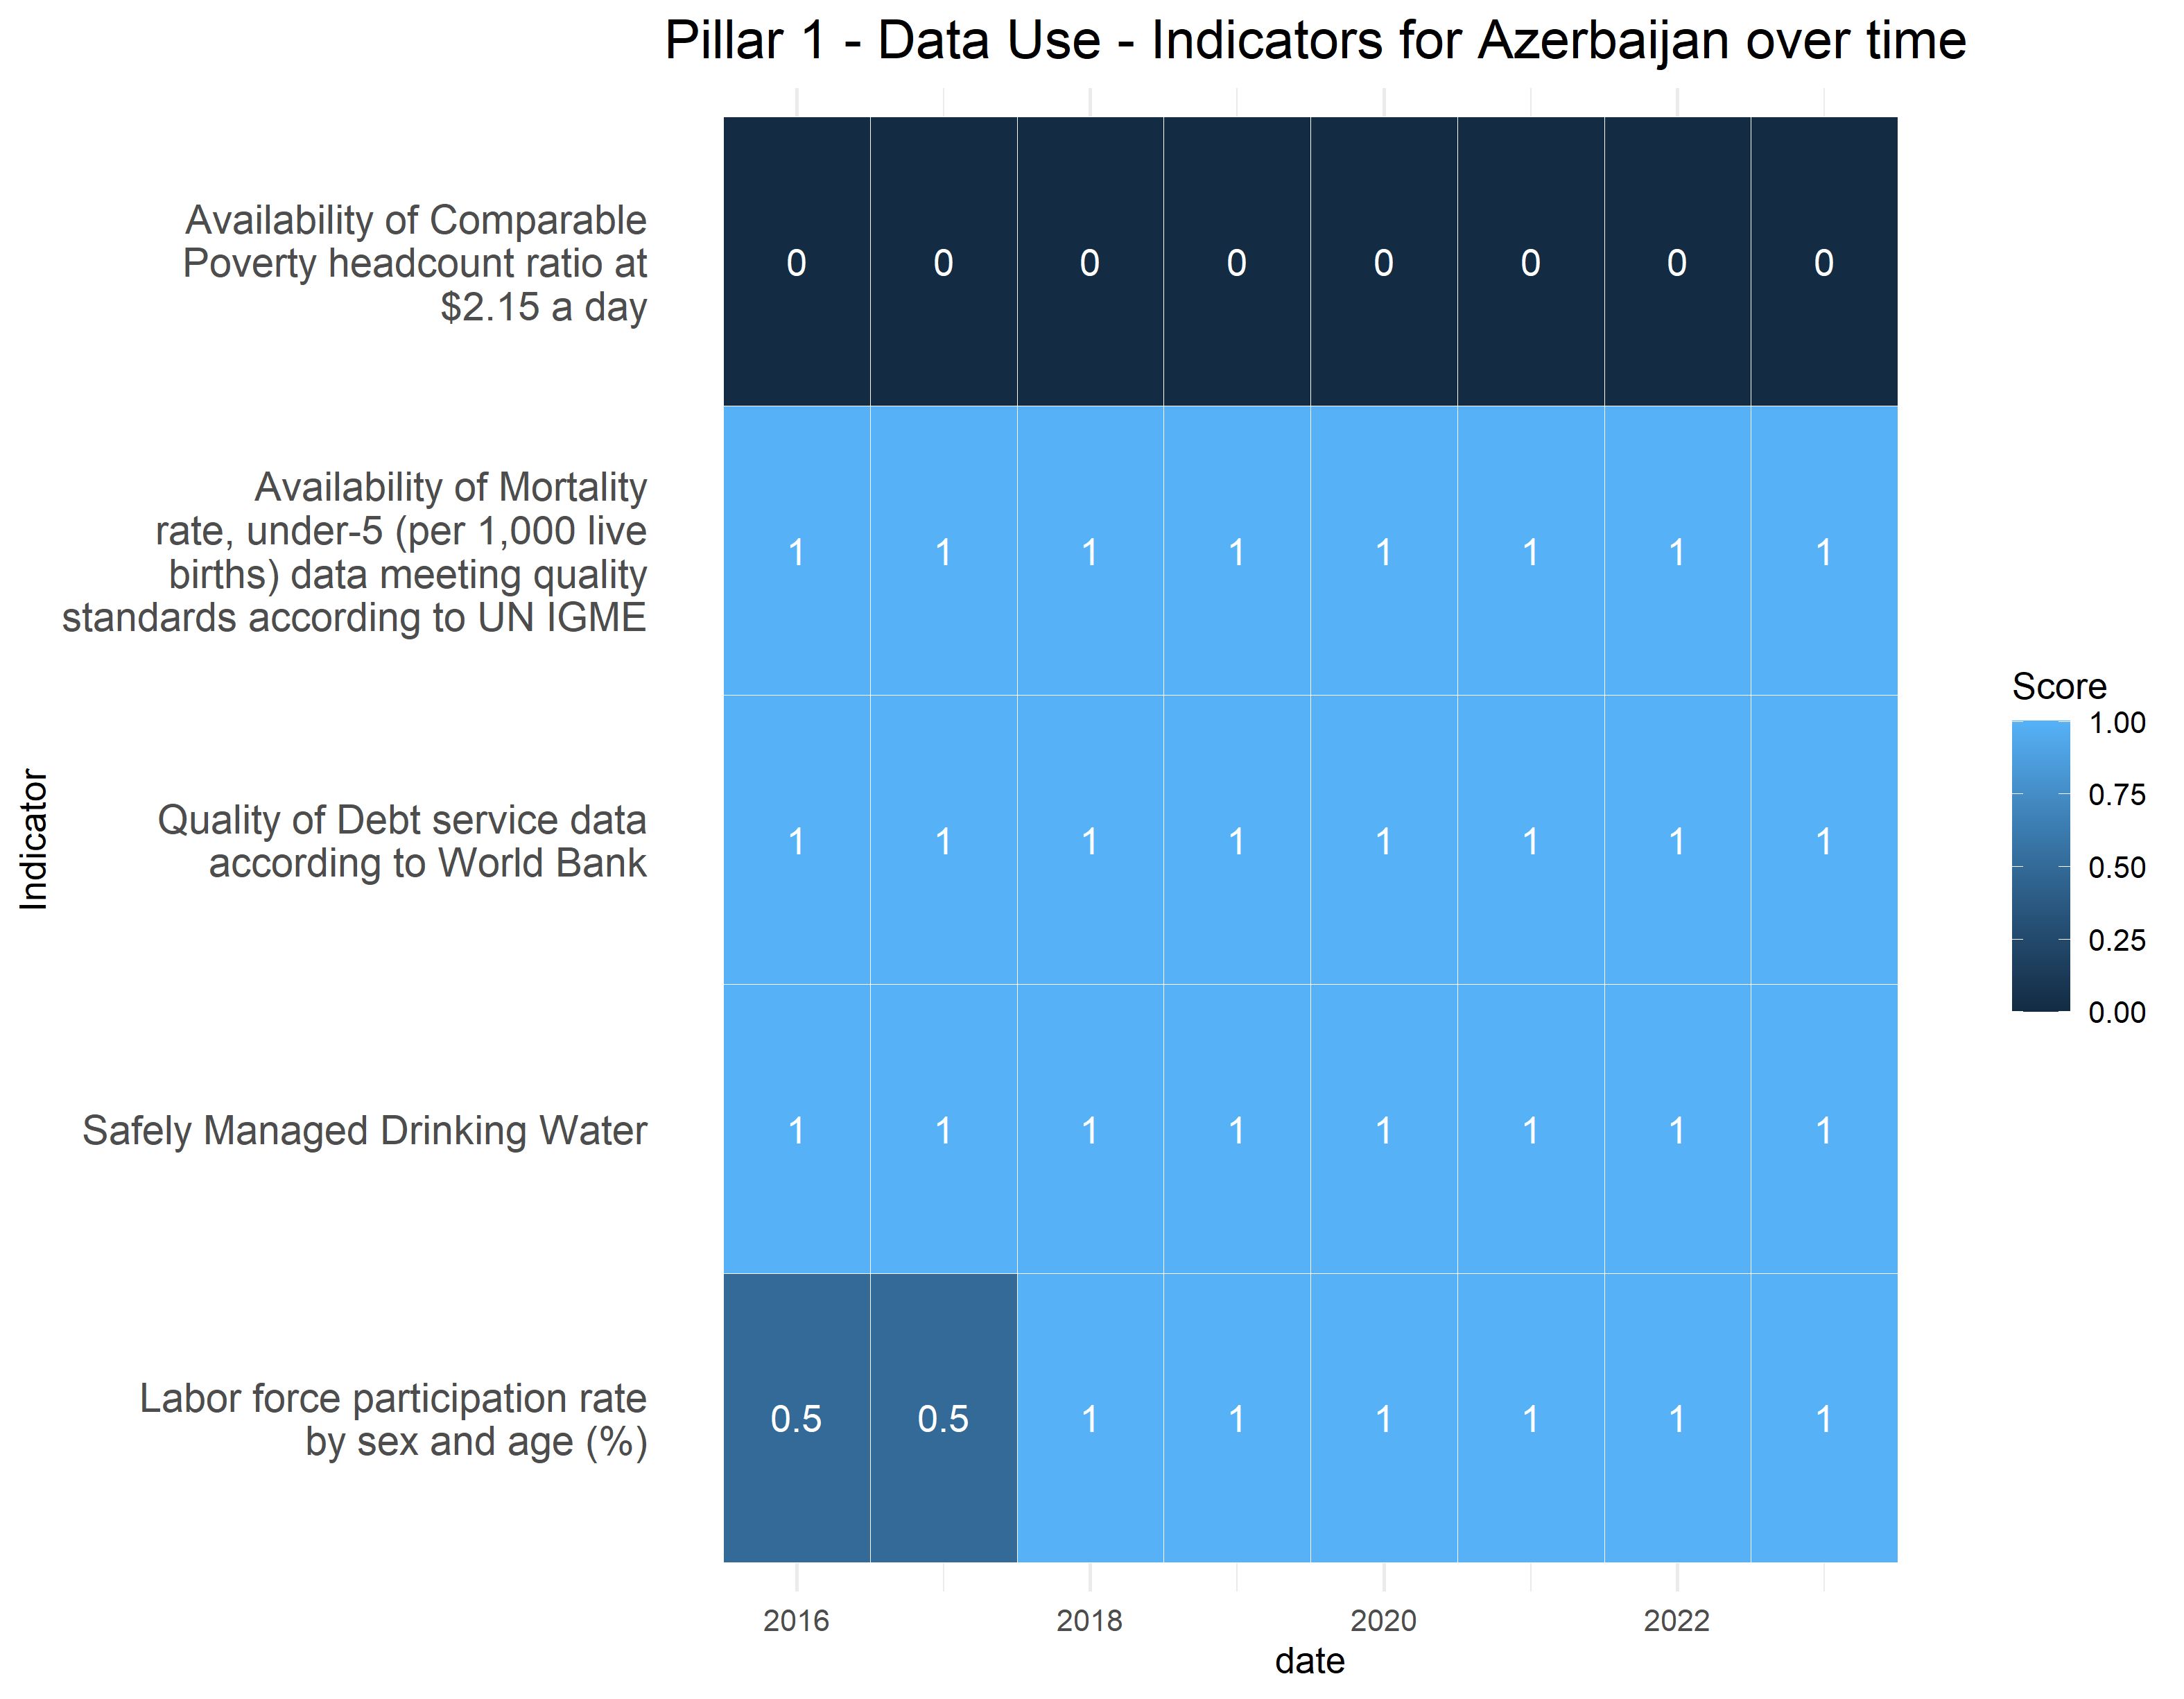 Pillar 1 - Data Use - Indicators for Azerbaijan over time
Indicator
Availability of Comparable
Poverty headcount ratio at
$2.15 a day
0 0 0 0 0 0 0 0
Availability of Mortality
rate, under-5 (per 1,000 live
births) data meeting quality
standards according to UN IGME
1 1 1 1 1 1 1 1
Quality of Debt service data
according to World Bank
1 1 1 1 1 1 1 1
Safely Managed Drinking Water
1 1 1 1 1 1 1 1
Labor force participation rate
by sex and age (%)
0.5 0.5 1 1 1 1 1 1
2016 2018 2020 2022
date
Score
1.00
0.75
0.50
0.25
0.00